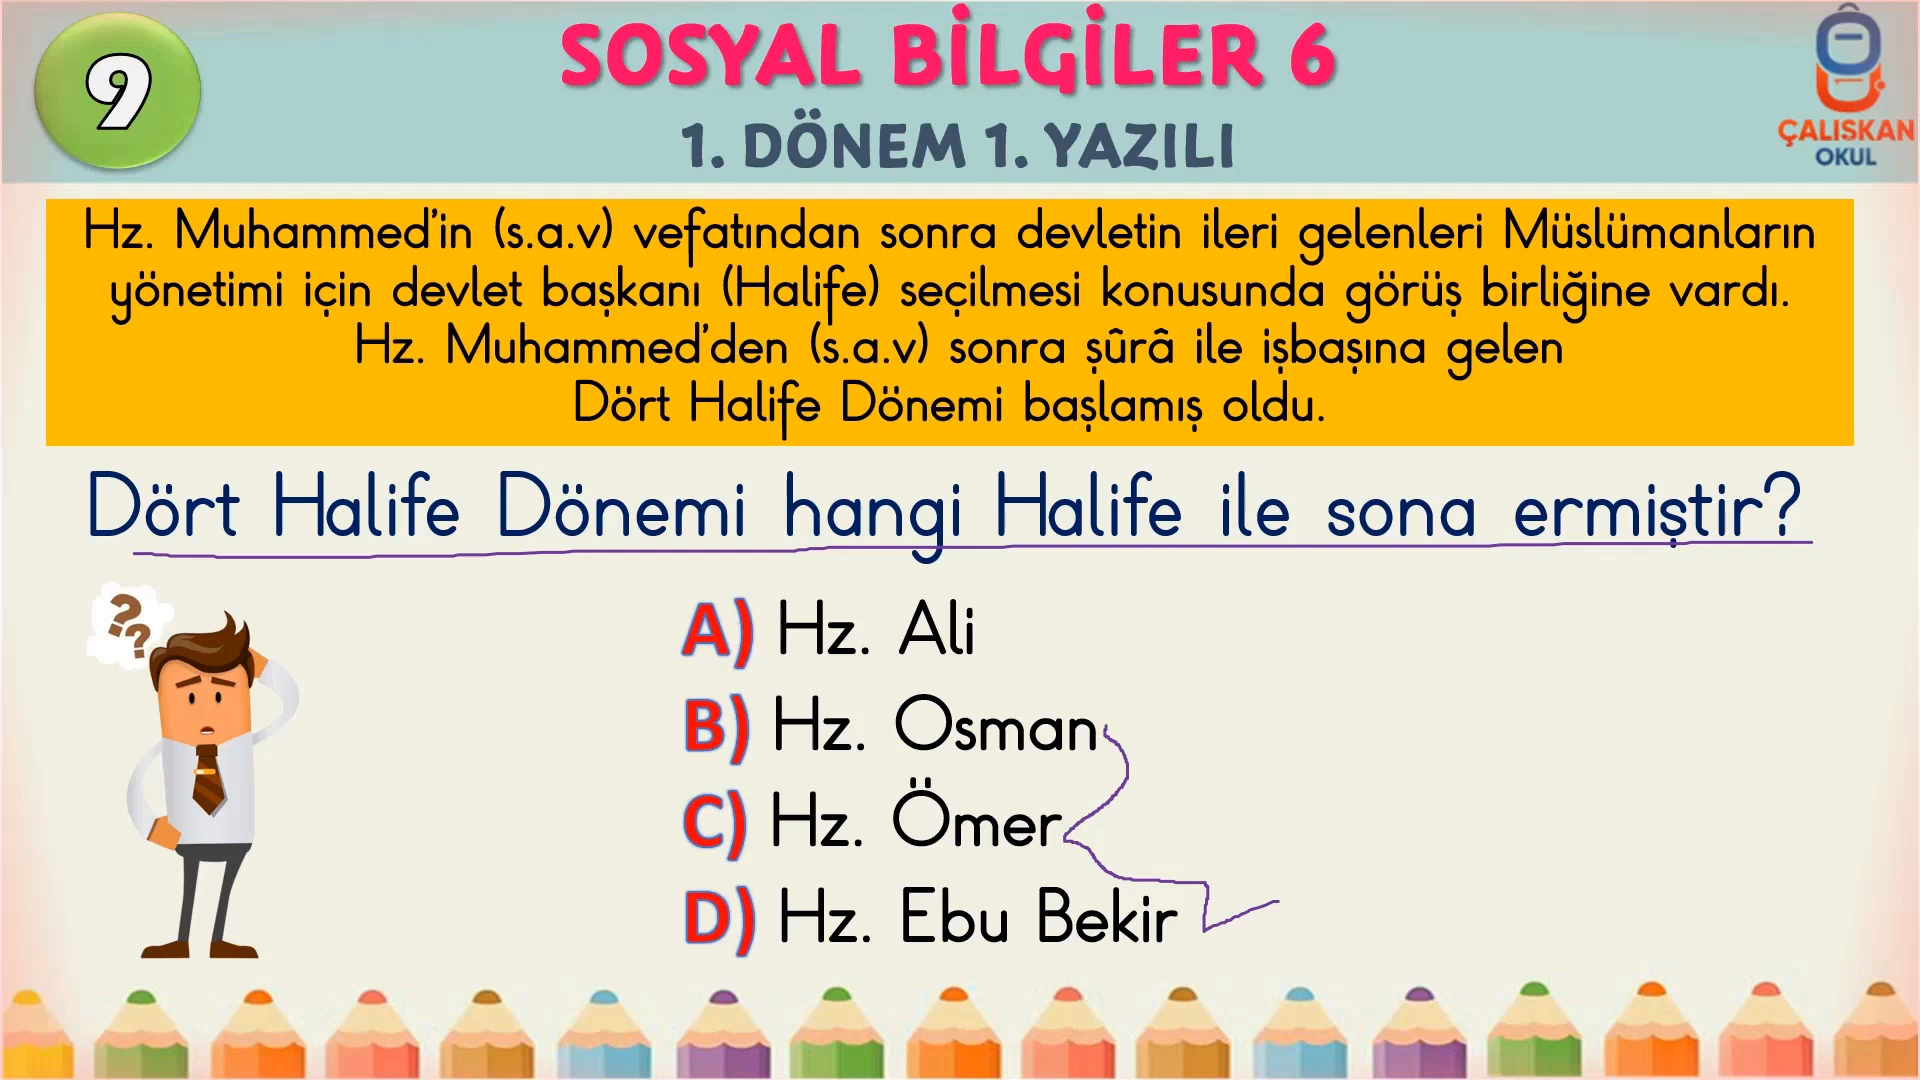 9
SOSYAL BİLGİLER 6
1. DÖNEM 1. YAZILI
ÇALIŞKAN
OKUL
Hz. Muhammed'in (s.a.v) vefatından sonra devletin ileri gelenleri Müslümanların
yönetimi için devlet başkanı (Halife) seçilmesi konusunda görüş birliğine vardı.
Hz. Muhammed'den (s.a.v) sonra şûrâ ile işbaşına gelen
Dört Halife Dönemi başlamış oldu.
Dört Halife Dönemi hangi Halife ile sona ermiştir?
??
A) Hz. Ali
B) Hz. Osman
C) Hz. Ömer
D) Hz. Ebu Bekir